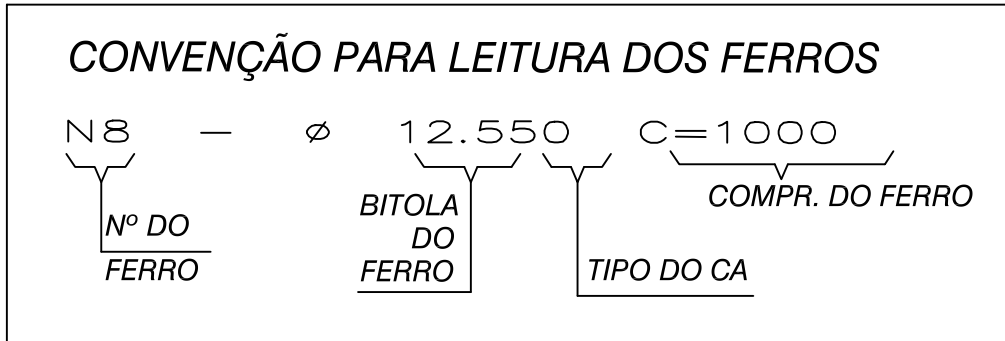 CONVENÇÃO PARA LEITURA DOS FERROS
N8 – ø 12.550 C=1000
Nº DO
FERRO
BITOLA
DO
FERRO
TIPO DO CA
COMPR. DO FERRO